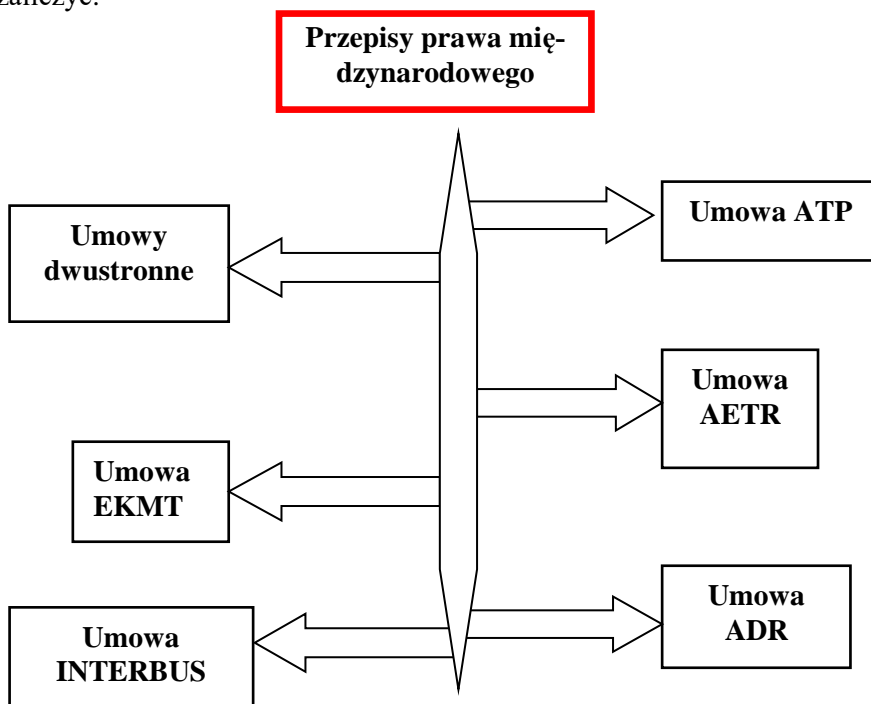 zaliczyć:
Przepisy prawa mię-
dzynarodowego
Umowa ATP
Umowy
dwustronne
Umowa
AETR
Umowa
EKMT
Umowa
ADR
Umowa
INTERBUS